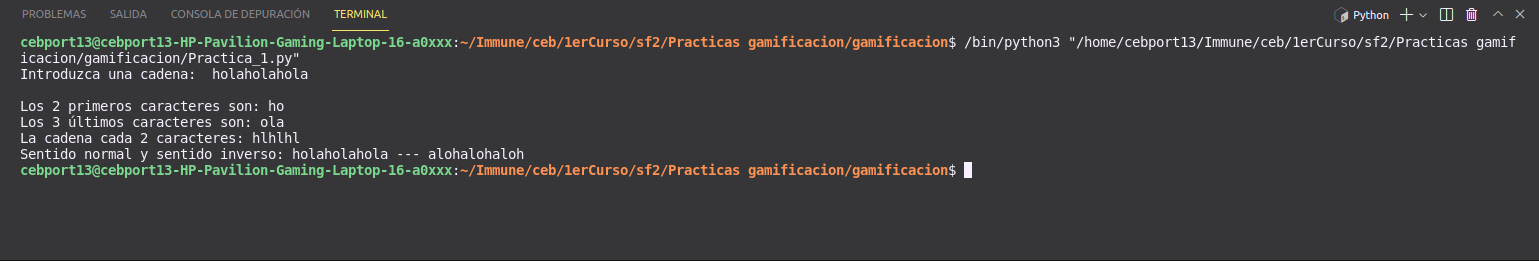 PROBLEMAS SALIDA CONSOLA DE DEPURACIÓN TERMINAL Python
cebport13@cebport13-HP-Pavilion-Gaming-Laptop-16-a0xxx:~/Immune/ceb/1erCurso/sf2/Practicas gamificacion/gamificacion$ /bin/python3 "/home/cebport13/Immune/ceb/1erCurso/sf2/Practicas gamif
icacion/gamificacion/Practica_1.py"
Introduzca una cadena:  holaholahola
Los 2 primeros caracteres son: ho
Los 3 últimos caracteres son: ola
La cadena cada 2 caracteres: hlhlhl
Sentido normal y sentido inverso: holaholahola --- alohalohaloh
cebport13@cebport13-HP-Pavilion-Gaming-Laptop-16-a0xxx:~/Immune/ceb/1erCurso/sf2/Practicas gamificacion/gamificacion$